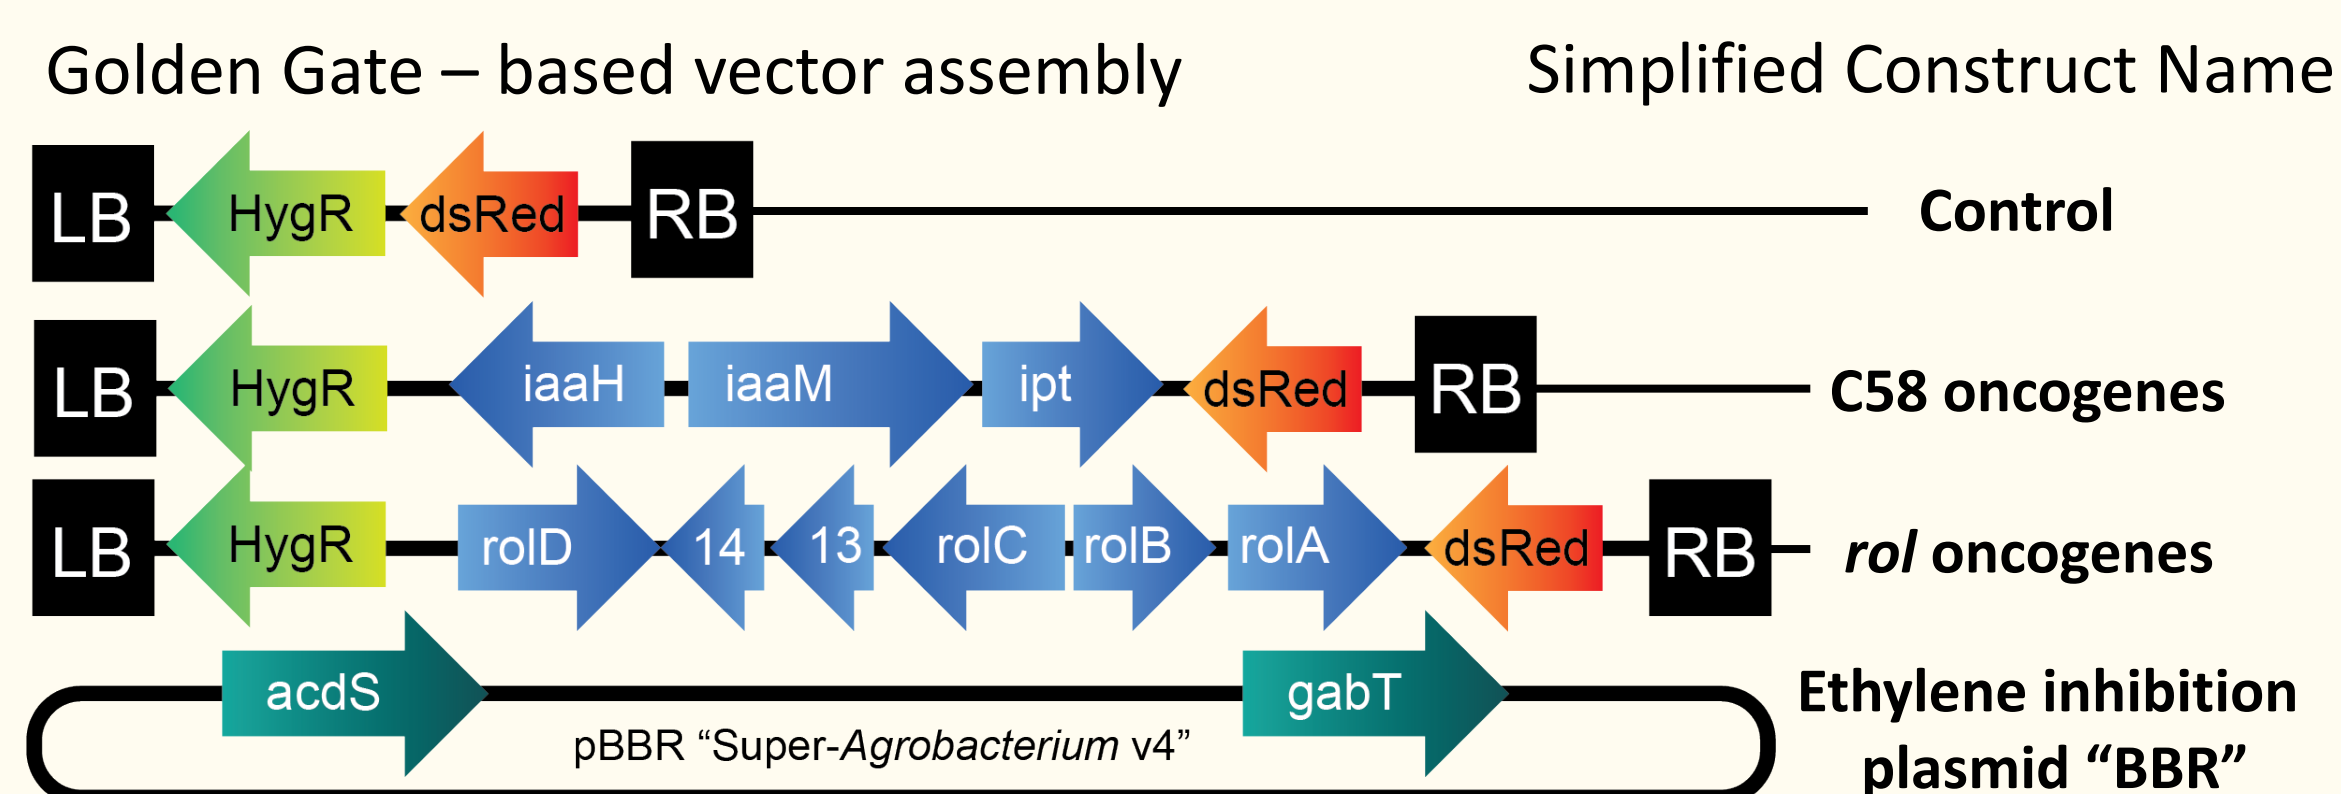 Golden Gate – based vector assembly Simplified Construct Name
LB HygR dsRed RB Control
LB HygR iaaH iaaM ipt dsRed RB C58 oncogenes
LB HygR rolD 14 13 rolC rolB rolA dsRed RB rol oncogenes
acdS gabT Ethylene inhibition
pBBR “Super-Agrobacterium v4” plasmid “BBR”